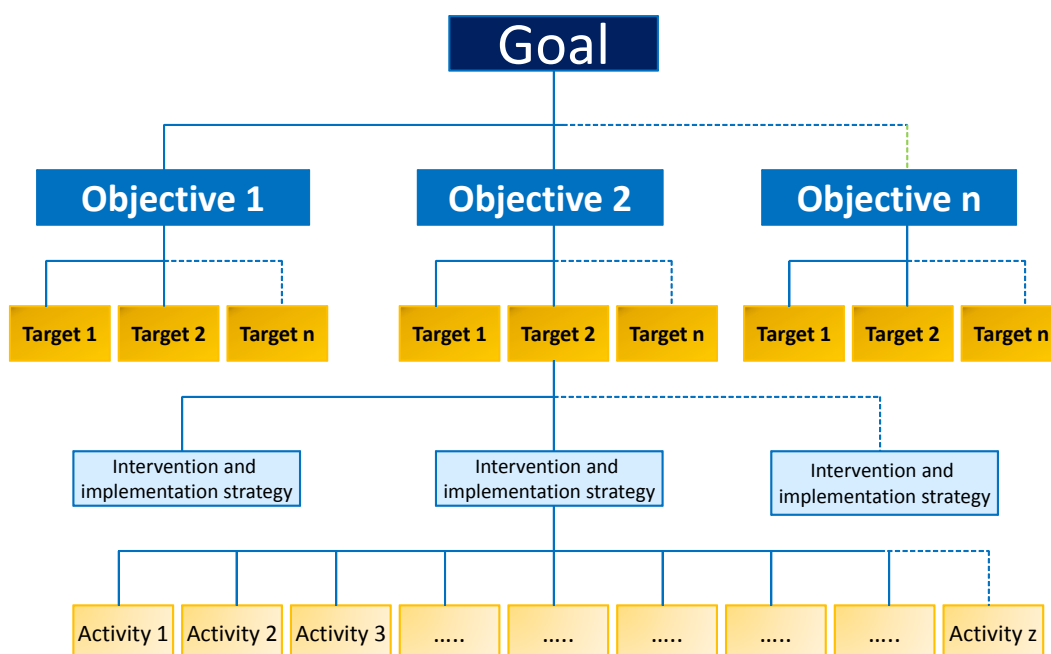 Goal
Objective 1
Objective 2
Objective n
Target 1
Target 2
Target n
Target 1
Target 2
Target n
Target 1
Target 2
Target n
Intervention and
implementation strategy
Intervention and
implementation strategy
Intervention and
implementation strategy
Activity 1
Activity 2
Activity 3
.....
.....
.....
.....
.....
Activity z